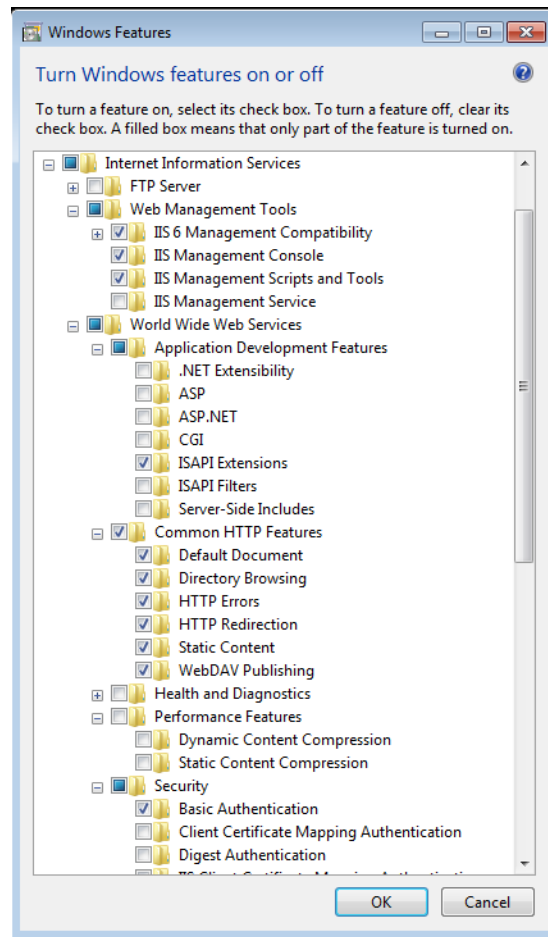 Windows Features
Turn Windows features on or off
To turn a feature on, select its check box. To turn a feature off, clear its
check box. A filled box means that only part of the feature is turned on.
Internet Information Services
FTP Server
Web Management Tools
IIS 6 Management Compatibility
IIS Management Console
IIS Management Scripts and Tools
IIS Management Service
World Wide Web Services
Application Development Features
.NET Extensibility
ASP
ASP.NET
CGI
ISAPI Extensions
ISAPI Filters
Server-Side Includes
Common HTTP Features
Default Document
Directory Browsing
HTTP Errors
HTTP Redirection
Static Content
WebDAV Publishing
Health and Diagnostics
Performance Features
Dynamic Content Compression
Static Content Compression
Security
Basic Authentication
Client Certificate Mapping Authentication
Digest Authentication
OK
Cancel